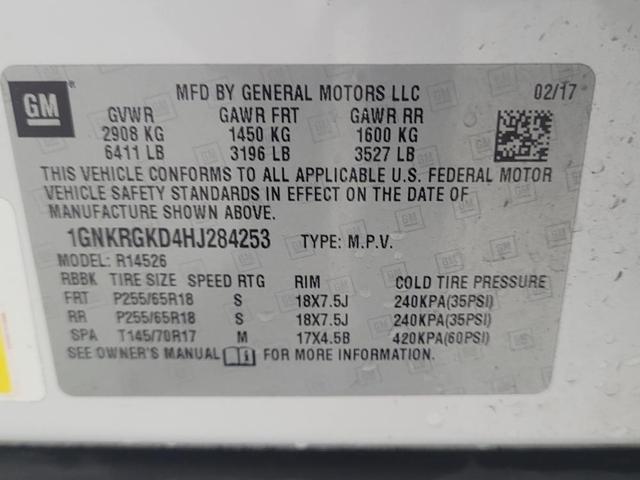 GM
MFD BY GENERAL MOTORS LLC 02/17
GVWR GAWR FRT GAWR RR
2908 KG 1450 KG 1600 KG
6411 LB 3196 LB 3527 LB
THIS VEHICLE CONFORMS TO ALL APPLICABLE U.S. FEDERAL MOTOR
VEHICLE SAFETY STANDARDS IN EFFECT ON THE DATE OF
MANUFACTURE SHOWN ABOVE.
1GNKRGKD4HJ284253 TYPE: M.P.V.
MODEL: R14526
RBBK TIRE SIZE SPEED RTG RIM COLD TIRE PRESSURE
FRT P255/65R18 S 18X7.5J 240KPA(35PSI)
RR P255/65R18 S 18X7.5J 240KPA(35PSI)
SPA T145/70R17 M 17X4.5B 420KPA(60PSI)
SEE OWNER'S MANUAL FOR MORE INFORMATION.